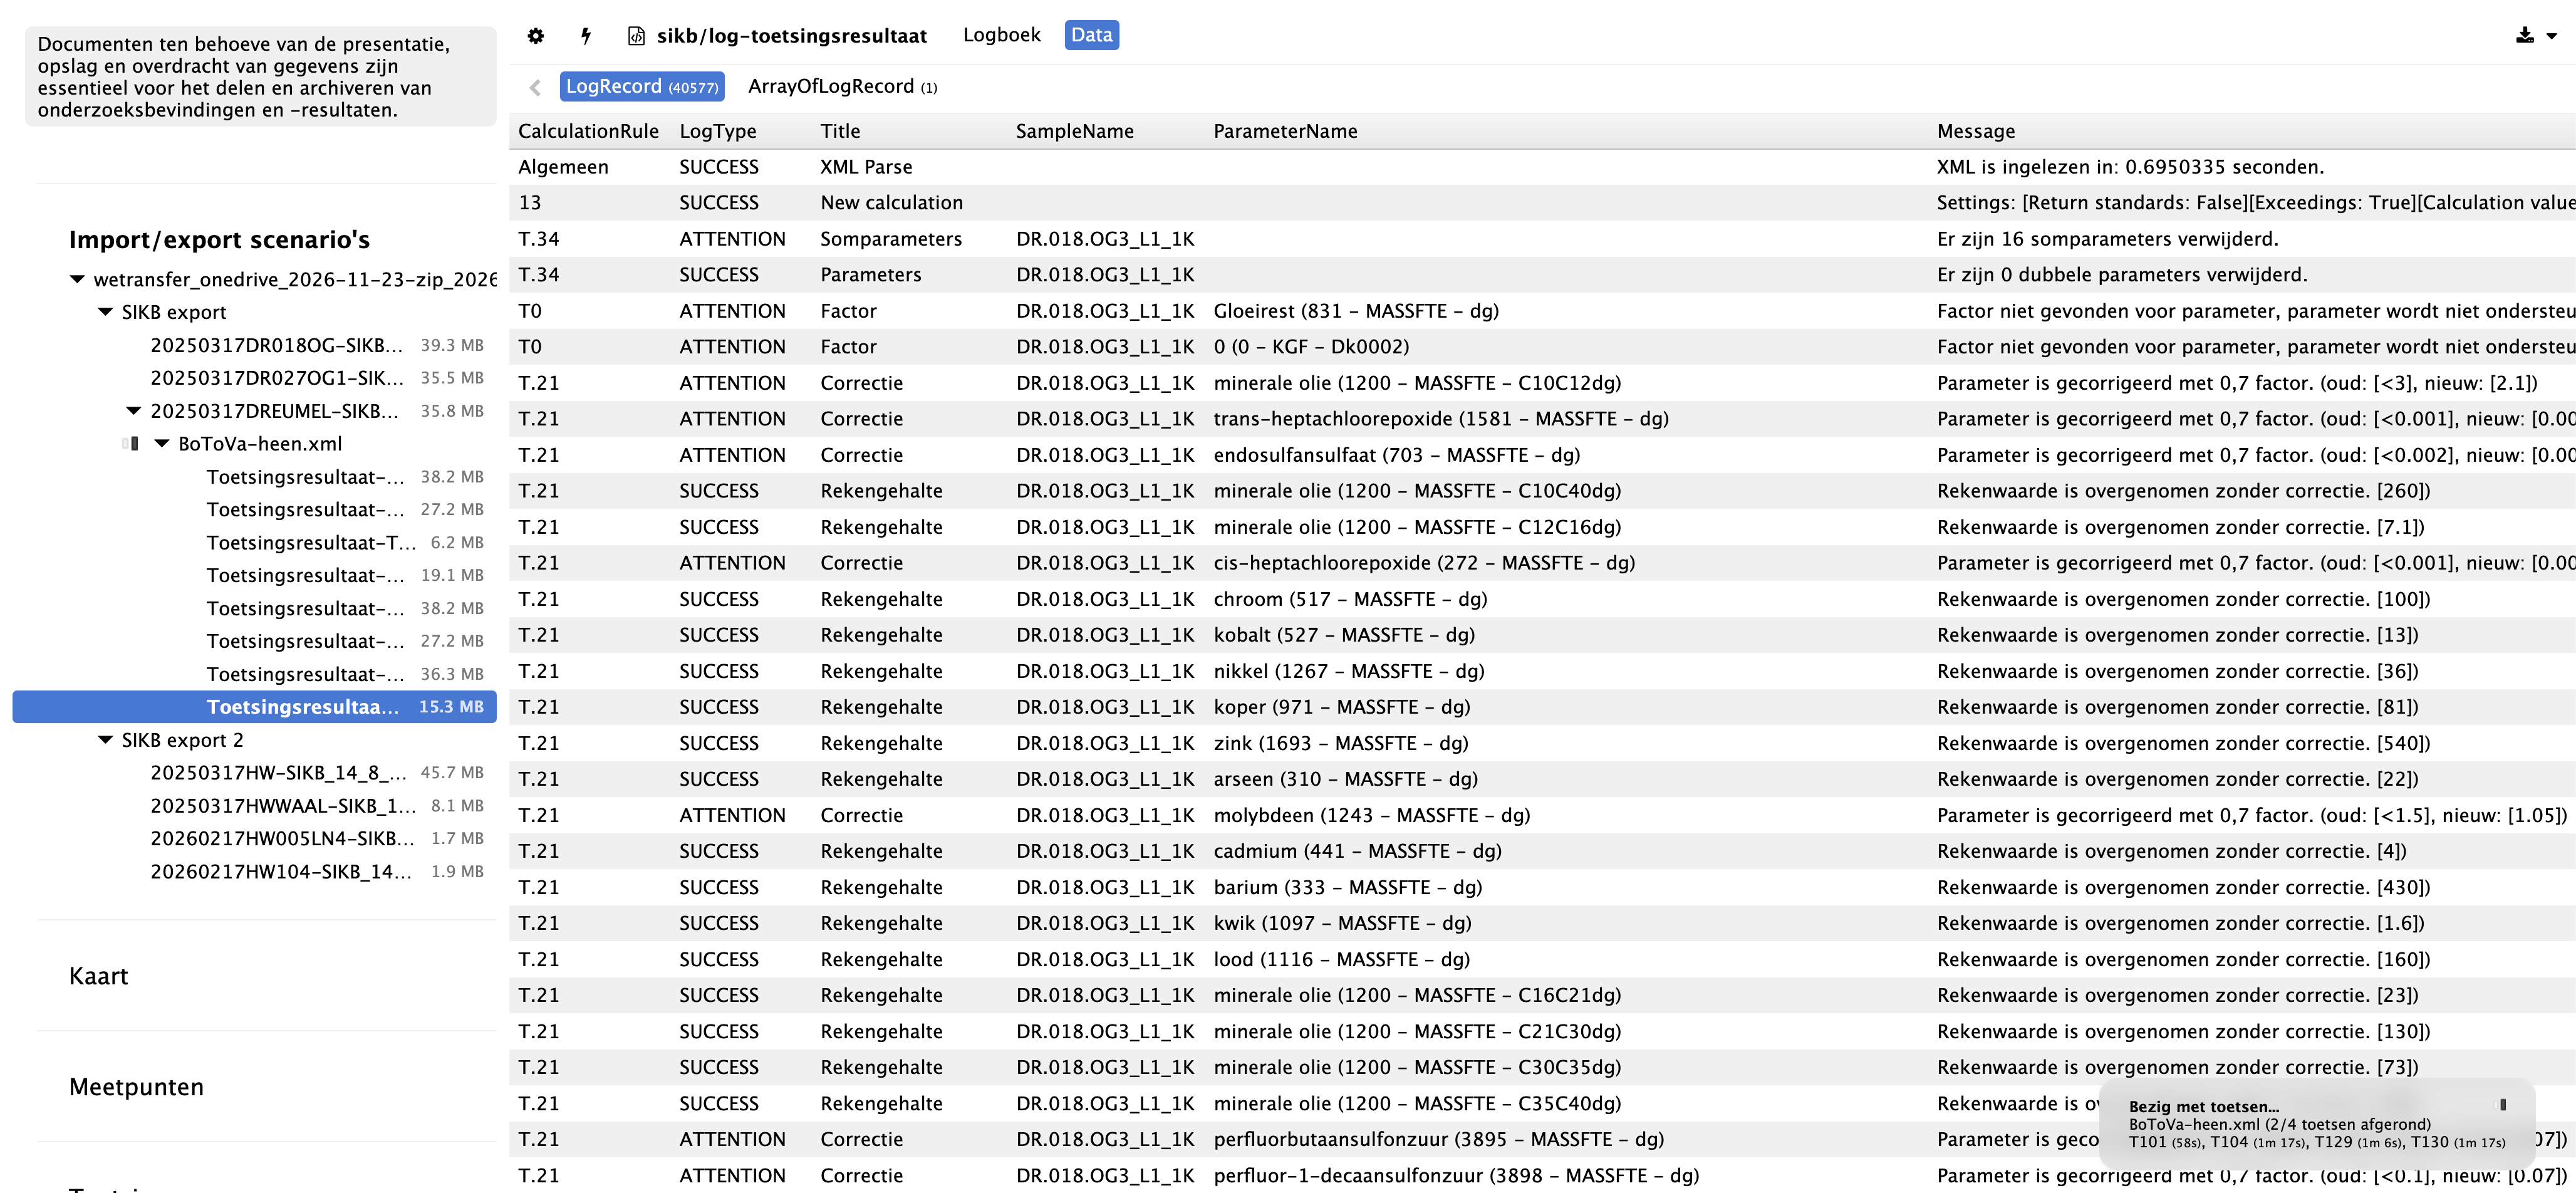 Documenten ten behoeve van de presentatie,
opslag en overdracht van gegevens zijn
essentieel voor het delen en archiveren van
onderzoeksbevindingen en -resultaten.
Import/export scenario's
wetransfer_onedrive_2026-11-23-zip_2026
SIKB export
20250317DR018OG-SIKB... 39.3 MB
20250317DR027OG1-SIK... 35.5 MB
20250317DREUMEL-SIKB... 35.8 MB
BoToVa-heen.xml
Toetsingsresultaat-... 38.2 MB
Toetsingsresultaat-... 27.2 MB
Toetsingsresultaat-T... 6.2 MB
Toetsingsresultaat-... 19.1 MB
Toetsingsresultaat-... 38.2 MB
Toetsingsresultaat-... 27.2 MB
Toetsingsresultaat-... 36.3 MB
Toetsingsresultaa... 15.3 MB
SIKB export 2
20250317HW-SIKB_14_8_... 45.7 MB
20250317HWWAAL-SIKB_1... 8.1 MB
20260217HW005LN4-SIKB... 1.7 MB
20260217HW104-SIKB_14... 1.9 MB
Kaart
Meetpunten
sikb/log-toetsingsresultaat Logboek Data
LogRecord (40577) ArrayOfLogRecord (1)
CalculationRule LogType Title SampleName ParameterName Message
Algemeen SUCCESS XML Parse XML is ingelezen in: 0.6950335 seconden.
13 SUCCESS New calculation Settings: [Return standards: False][Exceedings: True][Calculation value
T.34 ATTENTION Somparameters DR.018.OG3_L1_1K Er zijn 16 somparameters verwijderd.
T.34 SUCCESS Parameters DR.018.OG3_L1_1K Er zijn 0 dubbele parameters verwijderd.
T0 ATTENTION Factor DR.018.OG3_L1_1K Gloeirest (831 - MASSFTE - dg) Factor niet gevonden voor parameter, parameter wordt niet ondersteu
T0 ATTENTION Factor DR.018.OG3_L1_1K 0 (0 - KGF - Dk0002) Factor niet gevonden voor parameter, parameter wordt niet ondersteu
T.21 ATTENTION Correctie DR.018.OG3_L1_1K minerale olie (1200 - MASSFTE - C10C12dg) Parameter is gecorrigeerd met 0,7 factor. (oud: [<3], nieuw: [2.1])
T.21 ATTENTION Correctie DR.018.OG3_L1_1K trans-heptachloorepoxide (1581 - MASSFTE - dg) Parameter is gecorrigeerd met 0,7 factor. (oud: [<0.001], nieuw: [0.00
T.21 ATTENTION Correctie DR.018.OG3_L1_1K endosulfansulfaat (703 - MASSFTE - dg) Parameter is gecorrigeerd met 0,7 factor. (oud: [<0.002], nieuw: [0.00
T.21 SUCCESS Rekengehalte DR.018.OG3_L1_1K minerale olie (1200 - MASSFTE - C10C40dg) Rekenwaarde is overgenomen zonder correctie. [260])
T.21 SUCCESS Rekengehalte DR.018.OG3_L1_1K minerale olie (1200 - MASSFTE - C12C16dg) Rekenwaarde is overgenomen zonder correctie. [7.1])
T.21 ATTENTION Correctie DR.018.OG3_L1_1K cis-heptachloorepoxide (272 - MASSFTE - dg) Parameter is gecorrigeerd met 0,7 factor. (oud: [<0.001], nieuw: [0.00
T.21 SUCCESS Rekengehalte DR.018.OG3_L1_1K chroom (517 - MASSFTE - dg) Rekenwaarde is overgenomen zonder correctie. [100])
T.21 SUCCESS Rekengehalte DR.018.OG3_L1_1K kobalt (527 - MASSFTE - dg) Rekenwaarde is overgenomen zonder correctie. [13])
T.21 SUCCESS Rekengehalte DR.018.OG3_L1_1K nikkel (1267 - MASSFTE - dg) Rekenwaarde is overgenomen zonder correctie. [36])
T.21 SUCCESS Rekengehalte DR.018.OG3_L1_1K koper (971 - MASSFTE - dg) Rekenwaarde is overgenomen zonder correctie. [81])
T.21 SUCCESS Rekengehalte DR.018.OG3_L1_1K zink (1693 - MASSFTE - dg) Rekenwaarde is overgenomen zonder correctie. [540])
T.21 SUCCESS Rekengehalte DR.018.OG3_L1_1K arseen (310 - MASSFTE - dg) Rekenwaarde is overgenomen zonder correctie. [22])
T.21 ATTENTION Correctie DR.018.OG3_L1_1K molybdeen (1243 - MASSFTE - dg) Parameter is gecorrigeerd met 0,7 factor. (oud: [<1.5], nieuw: [1.05])
T.21 SUCCESS Rekengehalte DR.018.OG3_L1_1K cadmium (441 - MASSFTE - dg) Rekenwaarde is overgenomen zonder correctie. [4])
T.21 SUCCESS Rekengehalte DR.018.OG3_L1_1K barium (333 - MASSFTE - dg) Rekenwaarde is overgenomen zonder correctie. [430])
T.21 SUCCESS Rekengehalte DR.018.OG3_L1_1K kwik (1097 - MASSFTE - dg) Rekenwaarde is overgenomen zonder correctie. [1.6])
T.21 SUCCESS Rekengehalte DR.018.OG3_L1_1K lood (1116 - MASSFTE - dg) Rekenwaarde is overgenomen zonder correctie. [160])
T.21 SUCCESS Rekengehalte DR.018.OG3_L1_1K minerale olie (1200 - MASSFTE - C16C21dg) Rekenwaarde is overgenomen zonder correctie. [23])
T.21 SUCCESS Rekengehalte DR.018.OG3_L1_1K minerale olie (1200 - MASSFTE - C21C30dg) Rekenwaarde is overgenomen zonder correctie. [130])
T.21 SUCCESS Rekengehalte DR.018.OG3_L1_1K minerale olie (1200 - MASSFTE - C30C35dg) Rekenwaarde is overgenomen zonder correctie. [73])
T.21 SUCCESS Rekengehalte DR.018.OG3_L1_1K minerale olie (1200 - MASSFTE - C35C40dg) Rekenwaarde is ov
T.21 ATTENTION Correctie DR.018.OG3_L1_1K perfluorbutaansulfonzuur (3895 - MASSFTE - dg) Parameter is geco 07])
T.21 ATTENTION Correctie DR.018.OG3_L1_1K perfluor-1-decaansulfonzuur (3898 - MASSFTE - dg) Parameter is gecorrigeerd met 0,7 factor. (oud: [<0.1], nieuw: [0.07])
Bezig met toetsen...
BoToVa-heen.xml (2/4 toetsen afgerond)
T101 (58s), T104 (1m 17s), T129 (1m 6s), T130 (1m 17s)